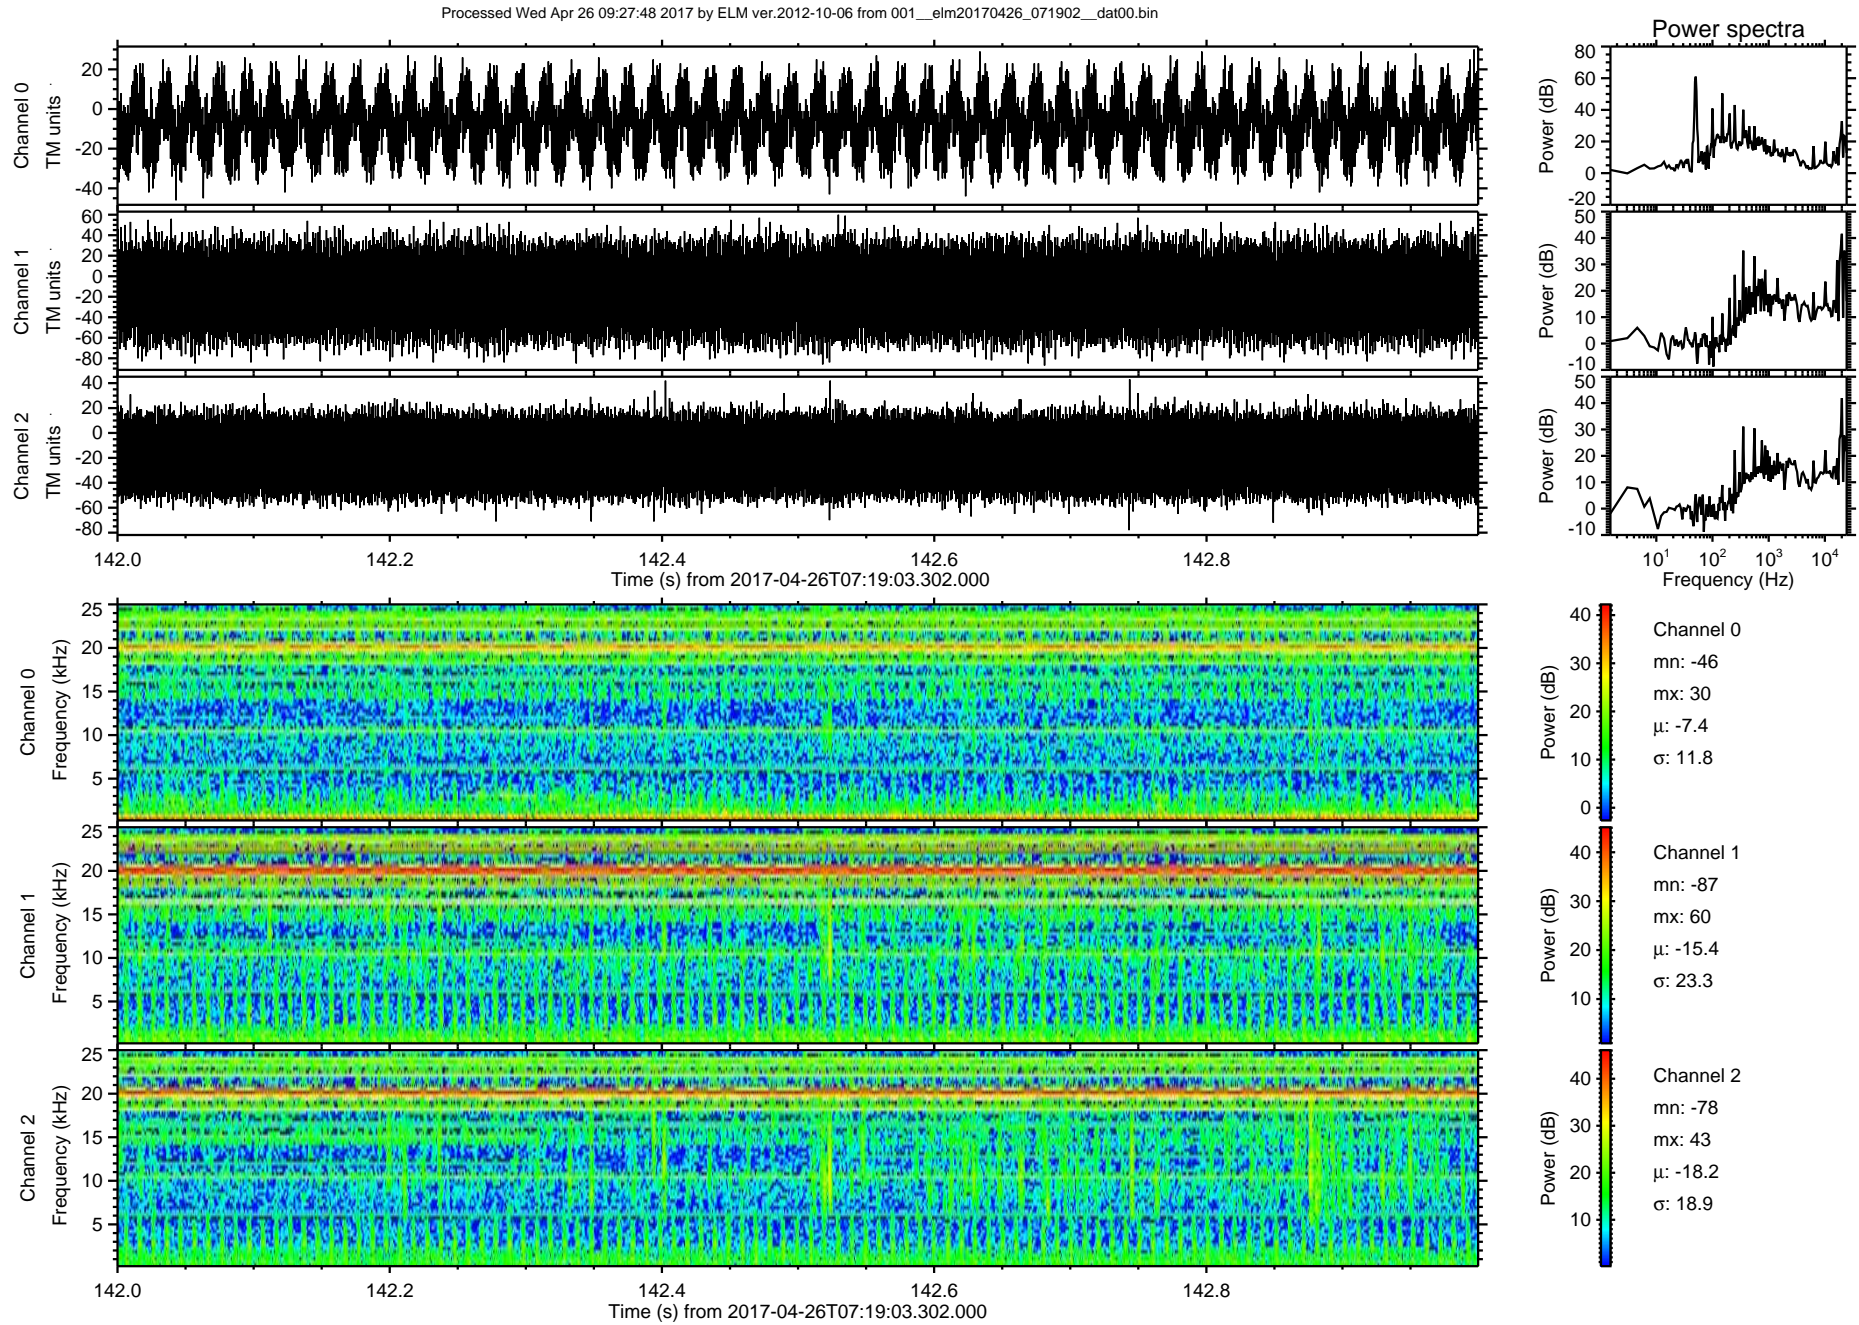 Processed Wed Apr 26 09:27:48 2017 by ELM ver.2012-10-06 from 001__elm20170426_071902__dat00.bin
Power spectra
Channel 0
TM units
20
0
-20
-40
Power (dB)
80
60
40
20
0
-20
Channel 1
TM units
60
40
20
0
-20
-40
-60
-80
Power (dB)
50
40
30
20
10
0
-10
Channel 2
TM units
40
20
0
-20
-40
-60
-80
Power (dB)
50
40
30
20
10
0
-10
142.0 142.2 142.4 142.6 142.8
Time (s) from 2017-04-26T07:19:03.302.000
10^1 10^2 10^3 10^4
Frequency (Hz)
Channel 0
Frequency (kHz)
25
20
15
10
5
Power (dB)
40
30
20
10
0
Channel 0
mn: -46
mx: 30
μ: -7.4
σ: 11.8
Channel 1
Frequency (kHz)
25
20
15
10
5
Power (dB)
40
30
20
10
Channel 1
mn: -87
mx: 60
μ: -15.4
σ: 23.3
Channel 2
Frequency (kHz)
25
20
15
10
5
Power (dB)
40
30
20
10
Channel 2
mn: -78
mx: 43
μ: -18.2
σ: 18.9
142.0 142.2 142.4 142.6 142.8
Time (s) from 2017-04-26T07:19:03.302.000